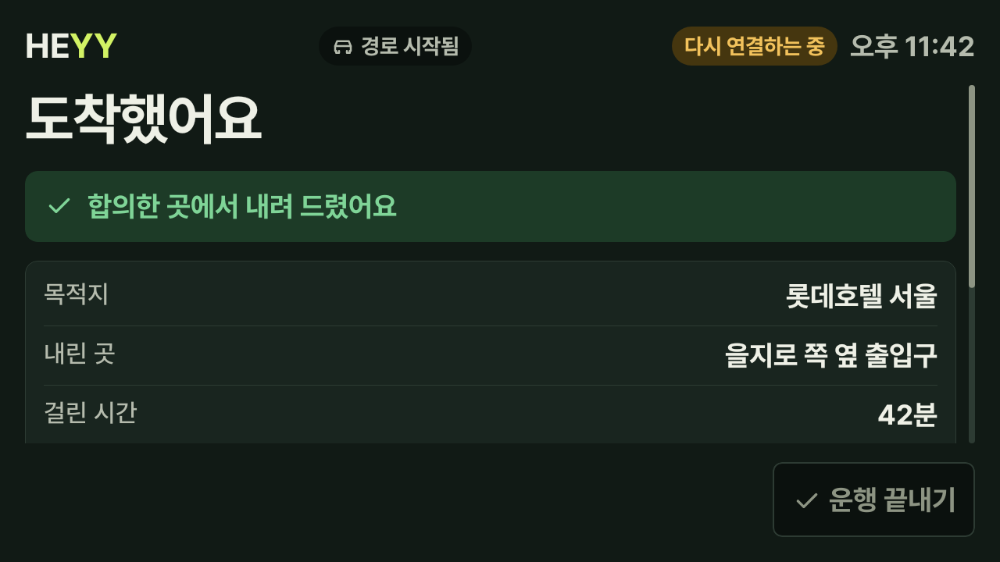 HEYY
경로 시작됨
다시 연결하는 중
오후 11:42
도착했어요
합의한 곳에서 내려 드렸어요
목적지
롯데호텔 서울
내린 곳
을지로 쪽 옆 출입구
걸린 시간
42분
운행 끝내기